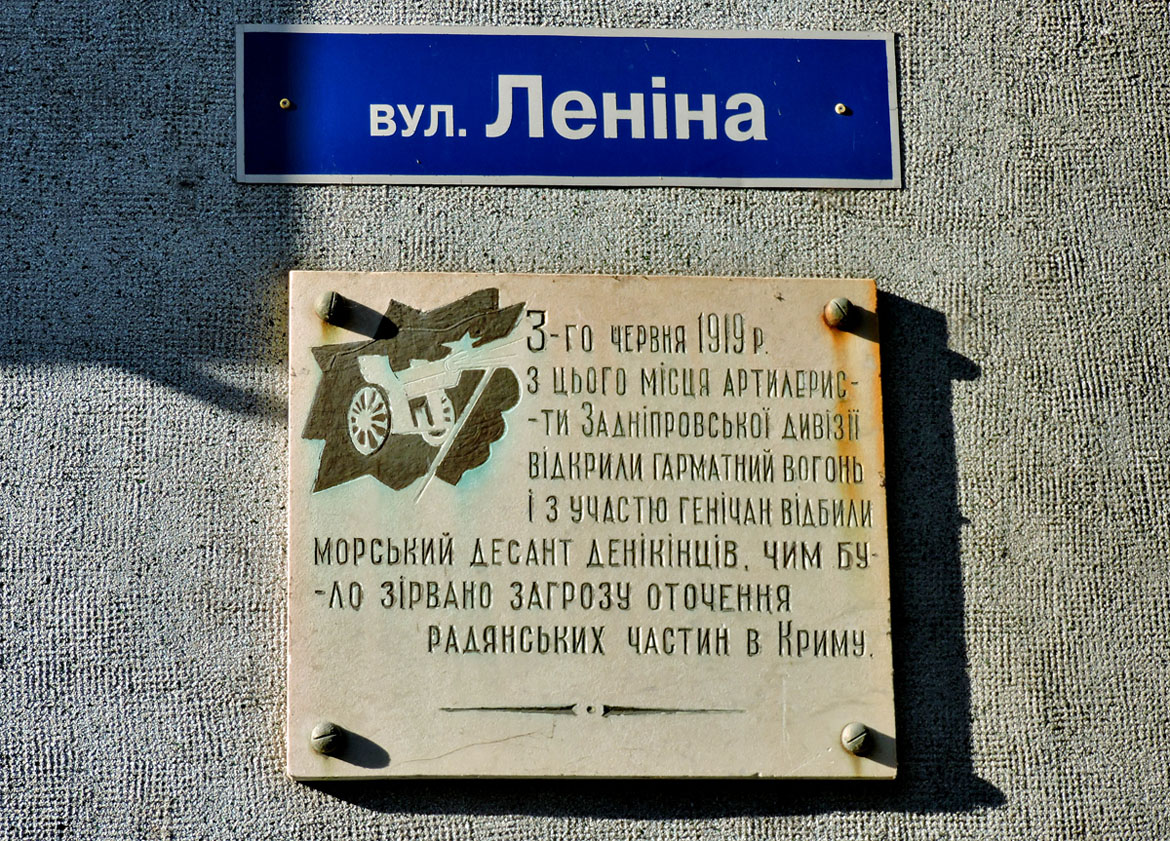 вул. Леніна
3-го червня 1919 р.
з цього місця артилерис-
-ти Задніпровської дивізії
відкрили гарматний вогонь
і з участю генічан відбили
морський десант денікінців, чим бу-
-ло зірвано загрозу оточення
радянських частин в Криму.